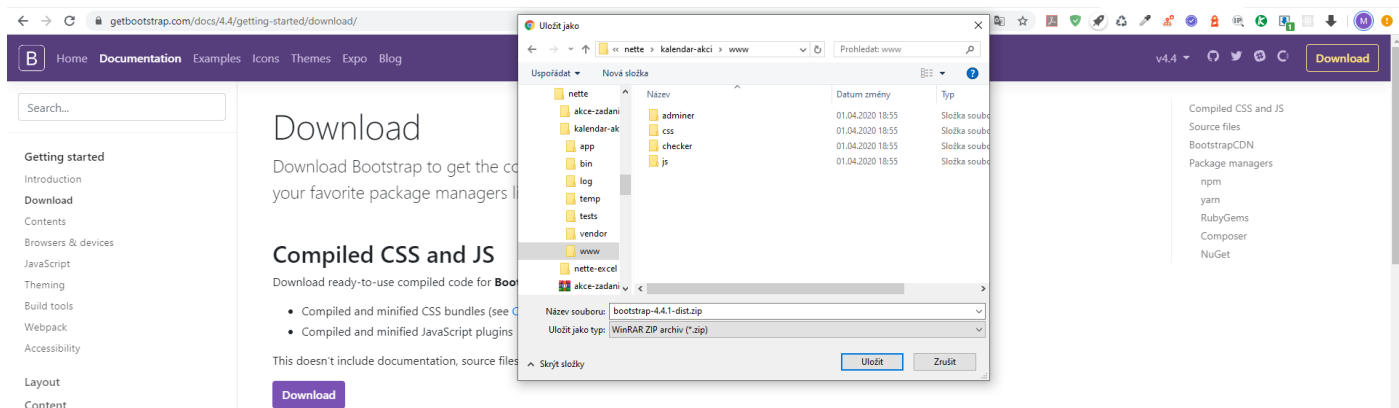 getbootstrap.com/docs/4.4/getting-started/download/
B Home Documentation Examples Icons Themes Expo Blog
v4.4
Download
Search...
Getting started
Introduction
Download
Contents
Browsers & devices
JavaScript
Theming
Build tools
Webpack
Accessibility
Layout
Content
Download
Download Bootstrap to get the co
your favorite package managers li
Compiled CSS and JS
Download ready-to-use compiled code for Boot
Compiled and minified CSS bundles (see C
Compiled and minified JavaScript plugins
This doesn't include documentation, source files
Download
Uložit jako
« nette › kalendar-akci › www
Prohledat: www
Uspořádat
Nová složka
nette
akce-zadani
kalendar-ak
app
bin
log
temp
tests
vendor
www
nette-excel
akce-zadani
Název Datum změny Typ
adminer 01.04.2020 18:55 Složka soubo
css 01.04.2020 18:55 Složka soubo
checker 01.04.2020 18:55 Složka soubo
js 01.04.2020 18:55 Složka soubo
Název souboru: bootstrap-4.4.1-dist.zip
Uložit jako typ: WinRAR ZIP archiv (*.zip)
Skrýt složky
Uložit
Zrušit
Compiled CSS and JS
Source files
BootstrapCDN
Package managers
npm
yarn
RubyGems
Composer
NuGet
M